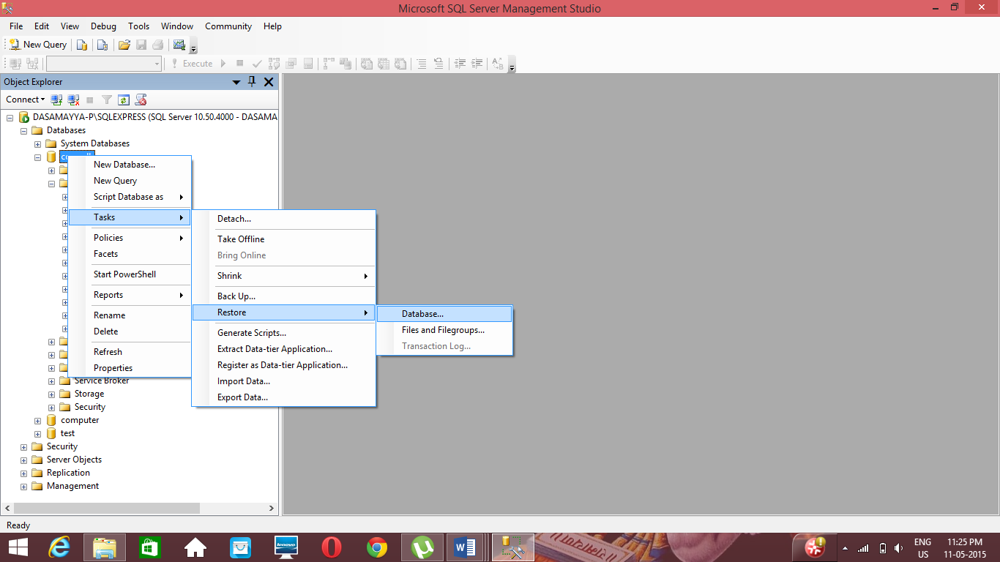 Microsoft SQL Server Management Studio
File Edit View Debug Tools Window Community Help
New Query
Execute
Object Explorer
Connect
DASAMAYYA-P\SQLEXPRESS (SQL Server 10.50.4000 - DASAMA
Databases
System Databases
New Database...
New Query
Script Database as
Tasks
Policies
Facets
Start PowerShell
Reports
Rename
Delete
Refresh
Properties
Detach...
Take Offline
Bring Online
Shrink
Back Up...
Restore
Generate Scripts...
Extract Data-tier Application...
Register as Data-tier Application...
Import Data...
Export Data...
Database...
Files and Filegroups...
Transaction Log...
Service Broker
Storage
Security
computer
test
Security
Server Objects
Replication
Management
Ready
lenovo
ENG
US
11:25 PM
11-05-2015